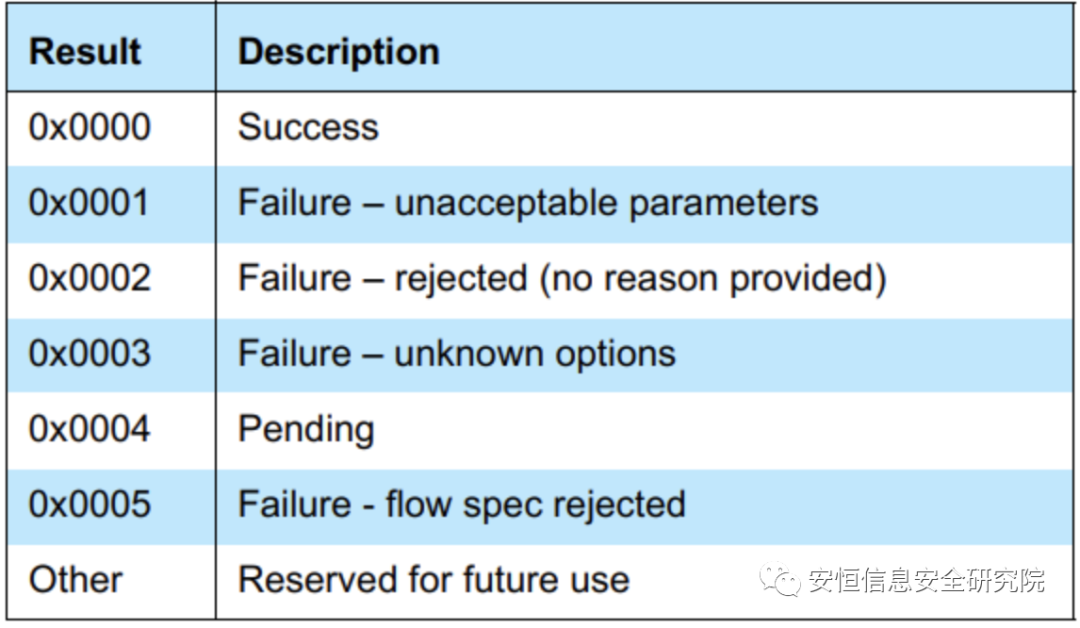 Result Description
0x0000 Success
0x0001 Failure – unacceptable parameters
0x0002 Failure – rejected (no reason provided)
0x0003 Failure – unknown options
0x0004 Pending
0x0005 Failure - flow spec rejected
Other Reserved for future use
安恒信息安全研究院